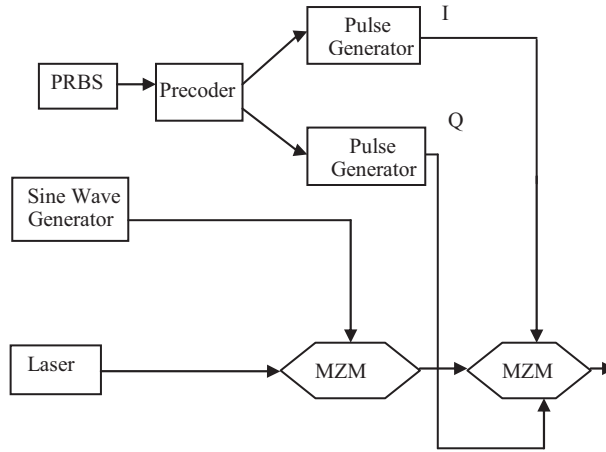 Pulse
Generator
I
PRBS
Precoder
Pulse
Generator
Q
Sine Wave
Generator
Laser
MZM
MZM